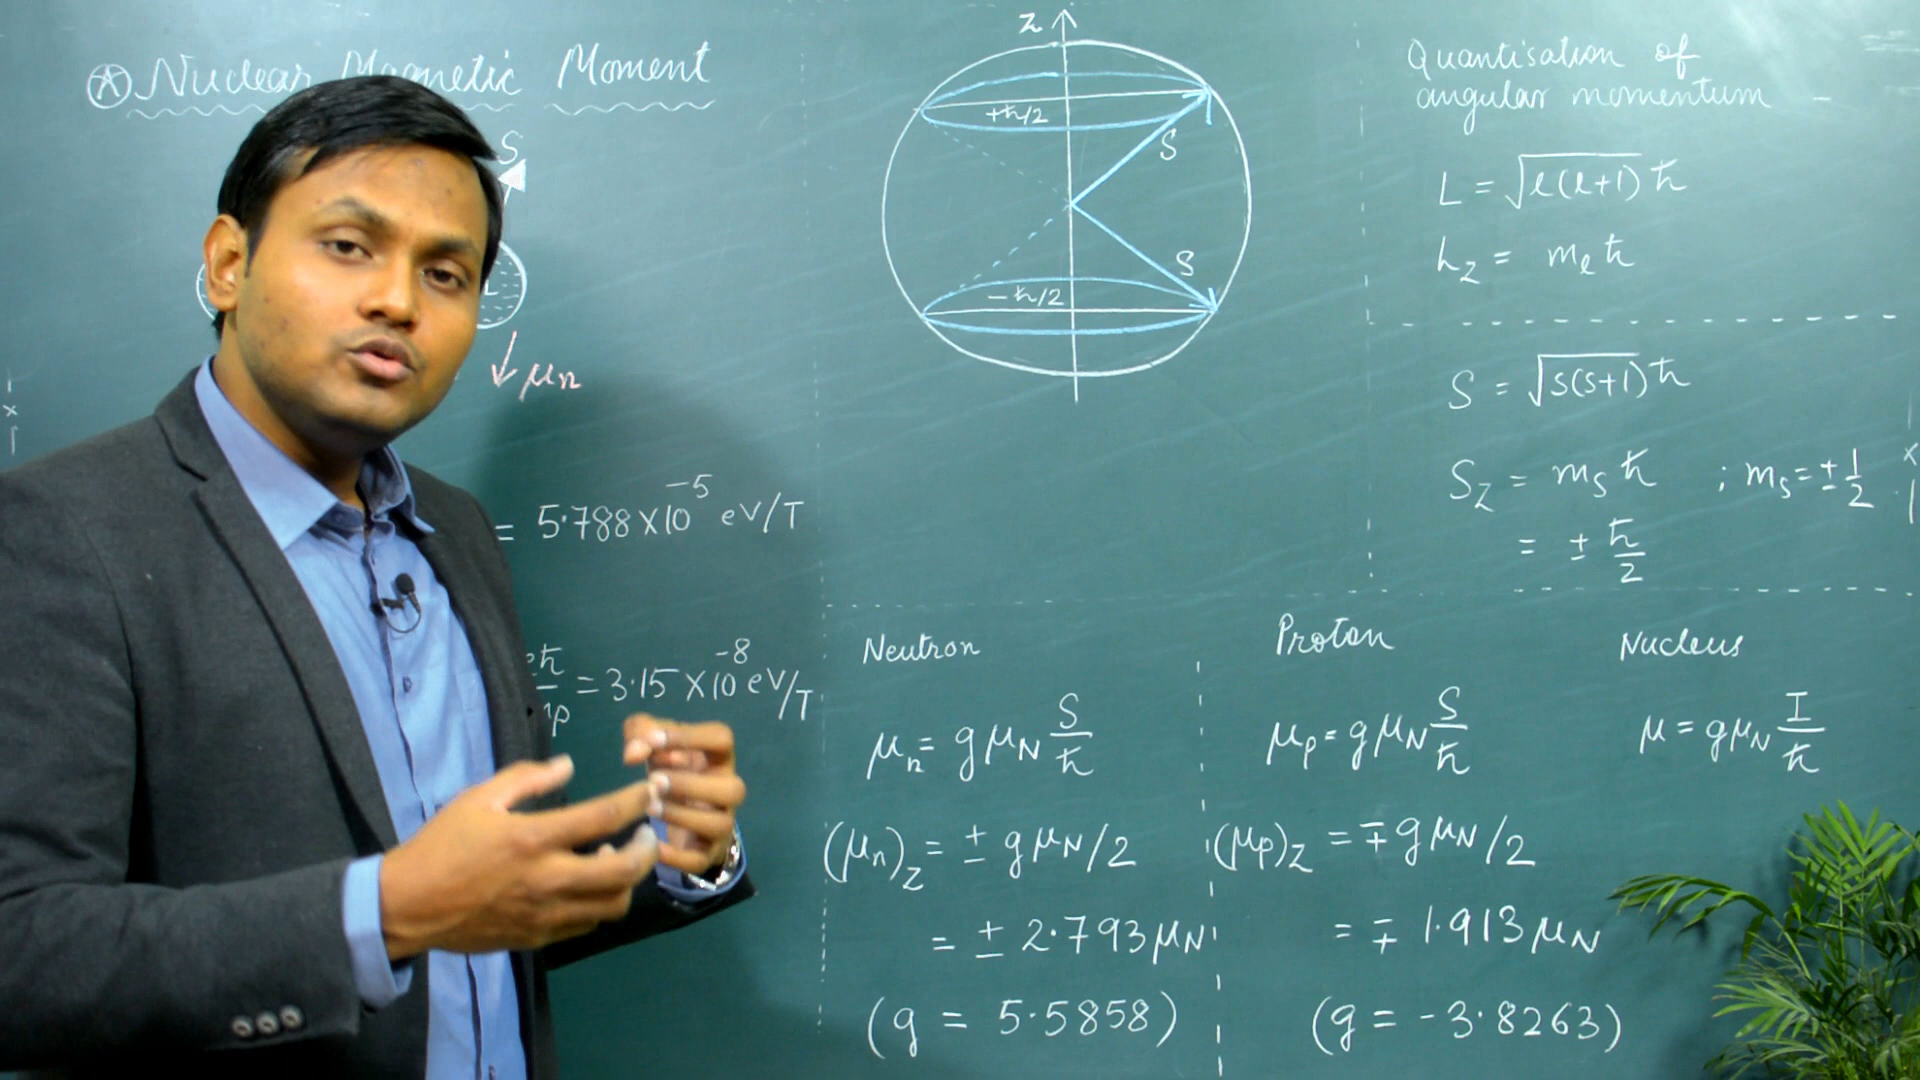 Ⓐ Nuclear Magnetic Moment
S
↓ μn
= 5.788 × 10⁻⁵ eV/T
= 3.15 × 10⁻⁸ eV/T
z
+ħ/2
S
S
-ħ/2
Quantisation of
angular momentum -
L = √l(l+1) ħ
Lz = mₗ ħ
S = √s(s+1) ħ
Sz = ms ħ ; ms = ± 1/2
= ± ħ/2
Neutron
μn = g μN S/ħ
(μn)z = ± g μN/2
= ± 2.793 μN
(g = 5.5858)
Proton
μp = g μN S/ħ
(μp)z = ∓ g μN/2
= ∓ 1.913 μN
(g = -3.8263)
Nucleus
μ = g μN I/ħ